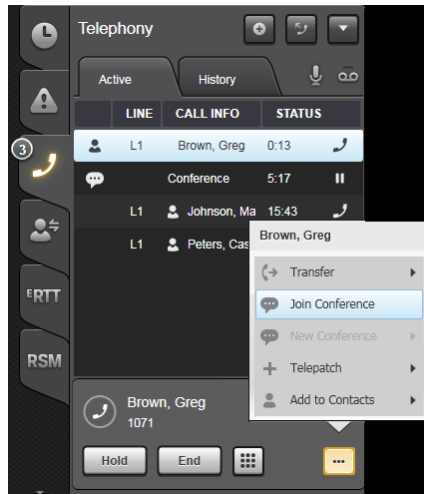 Telephony
Active History
LINE CALL INFO STATUS
L1 Brown, Greg 0:13
3
Conference 5:17
L1 Johnson, Ma 15:43
L1 Peters, Cas
Brown, Greg
Transfer
ERTT
Join Conference
New Conference
RSM
Telepatch
Add to Contacts
Brown, Greg
1071
Hold End ...